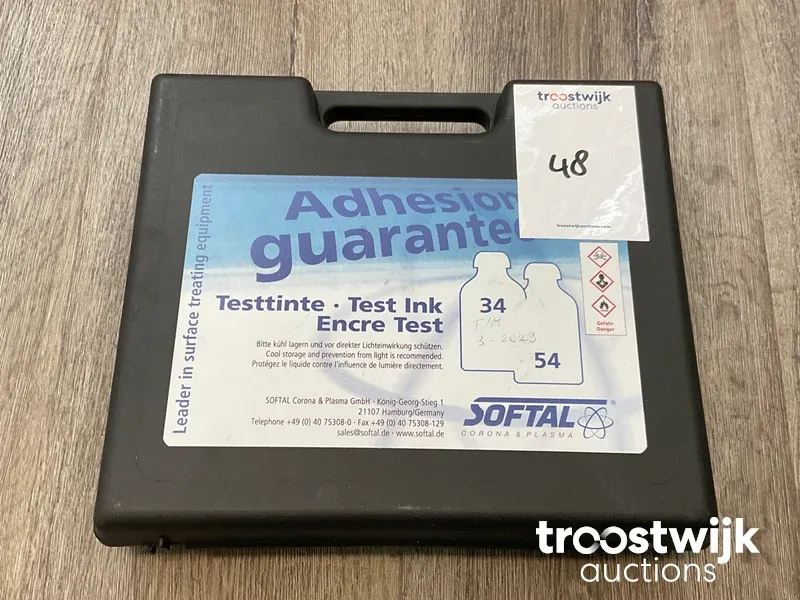 troostwijk
auctions
48
troostwijkauctions.com
Adhesion
guarantee
Leader in surface treating equipment
Testtinte · Test Ink
Encre Test
Bitte kühl lagern und vor direkter Lichteinwirkung schützen.
Cool storage and prevention from light is recommended.
Protégez le liquide contre l'influence de lumière directement.
34
T/M
3-2023
54
Gefahr
Danger
SOFTAL Corona & Plasma GmbH · König-Georg-Stieg 1
21107 Hamburg/Germany
Telephone +49 (0) 40 75308-0 · Fax +49 (0) 40 75308-129
sales@softal.de · www.softal.de
SOFTAL®
CORONA & PLASMA
troostwijk
auctions